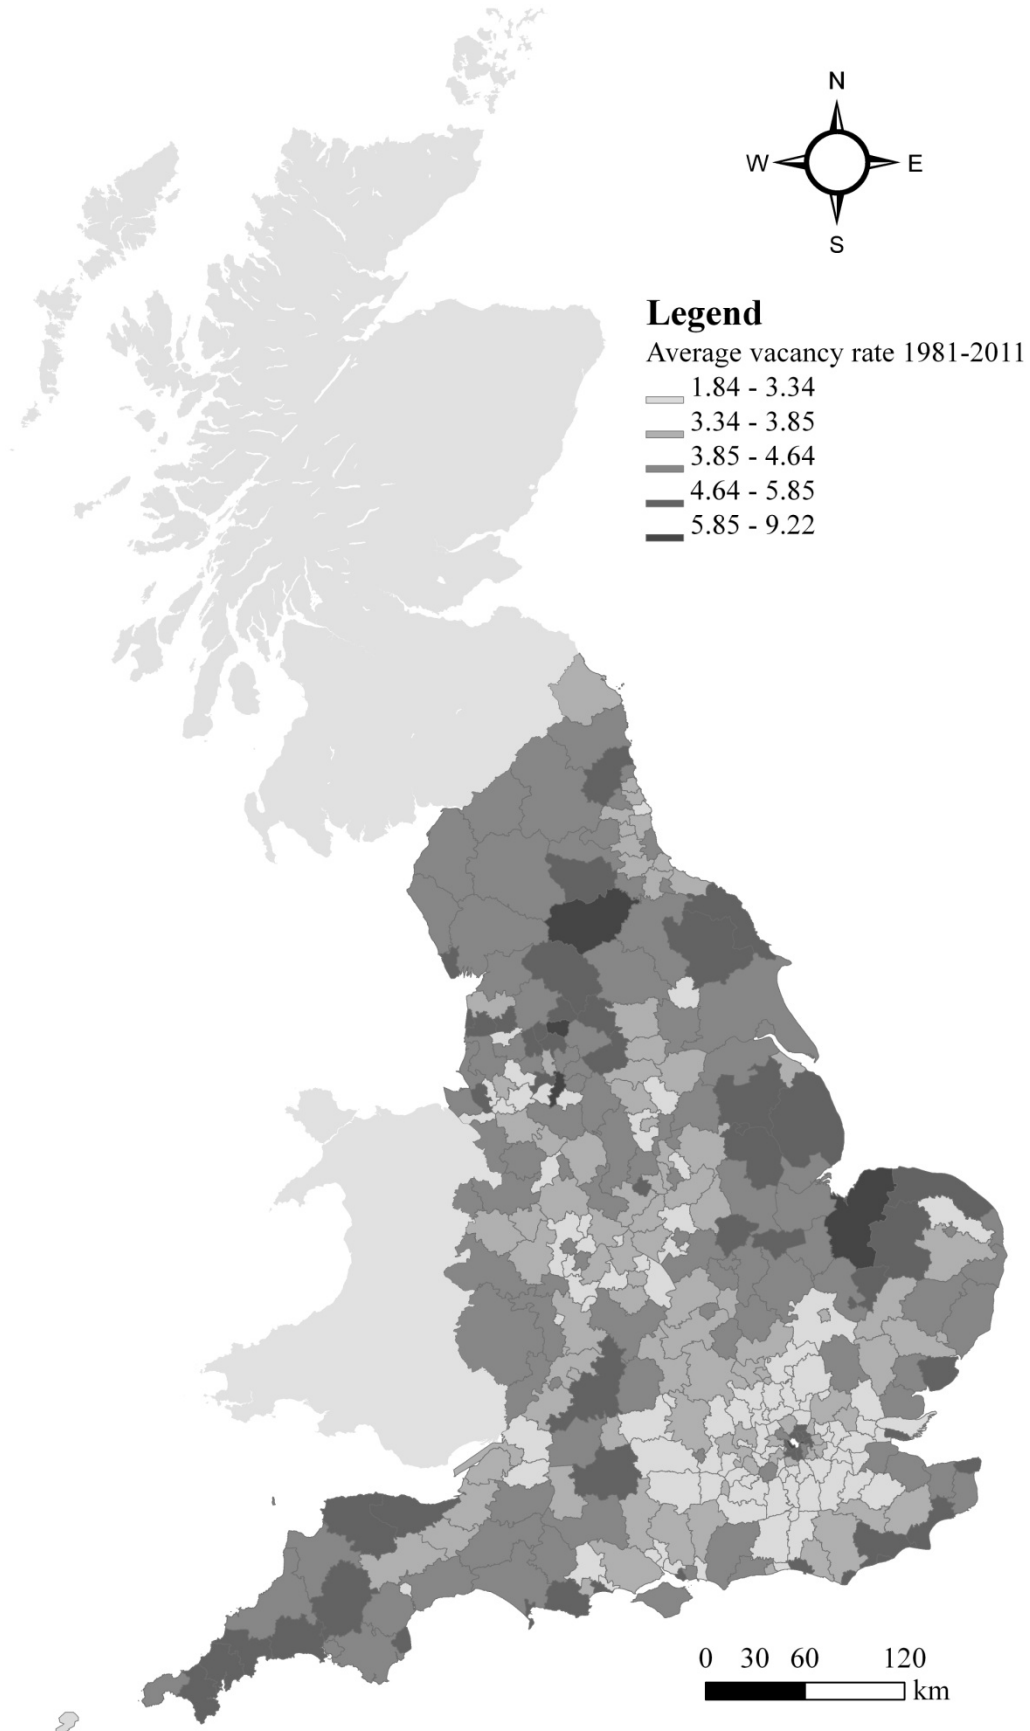 N
W E
S
Legend
Average vacancy rate 1981-2011
1.84 - 3.34
3.34 - 3.85
3.85 - 4.64
4.64 - 5.85
5.85 - 9.22
0 30 60 120
km